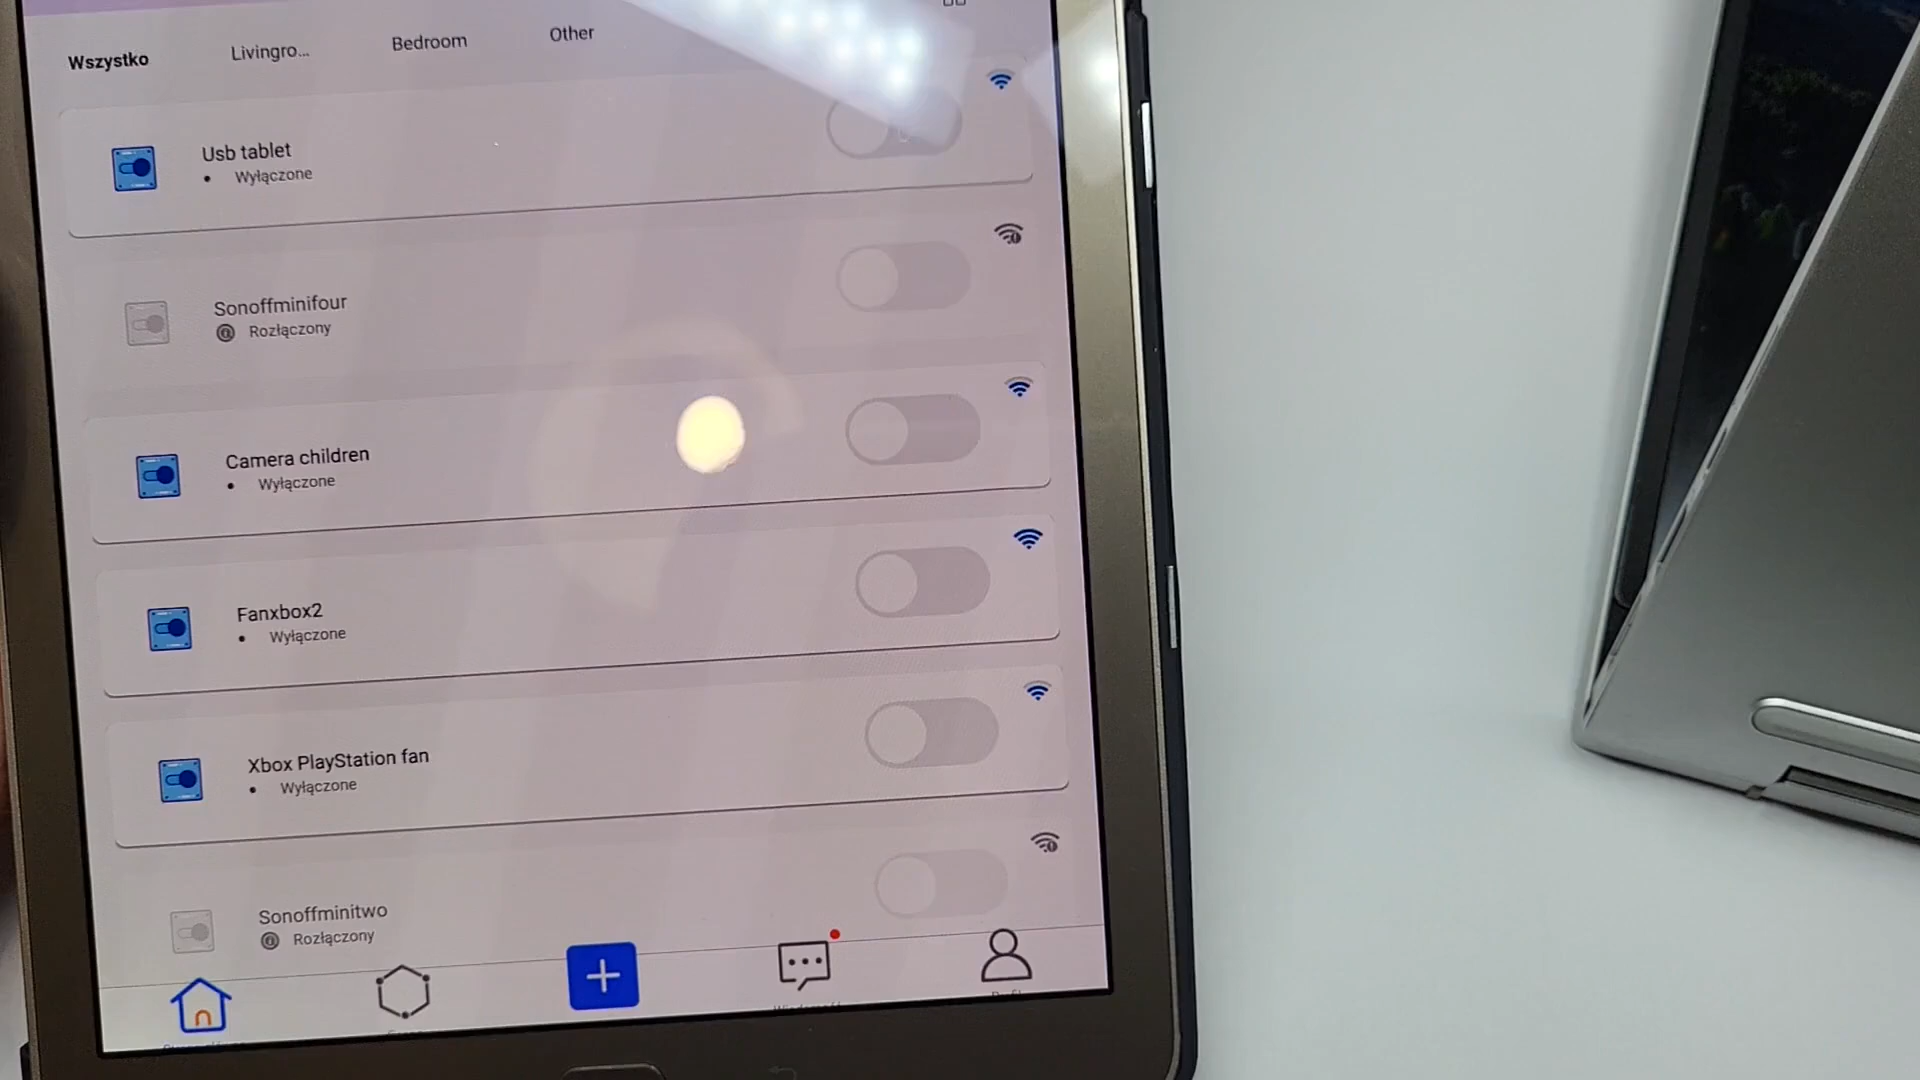 Wszystko Livingro... Bedroom Other
Usb tablet
• Wyłączone
Sonoffminifour
Rozłączony
Camera children
• Wyłączone
Fanxbox2
• Wyłączone
Xbox PlayStation fan
• Wyłączone
Sonoffminitwo
Rozłączony